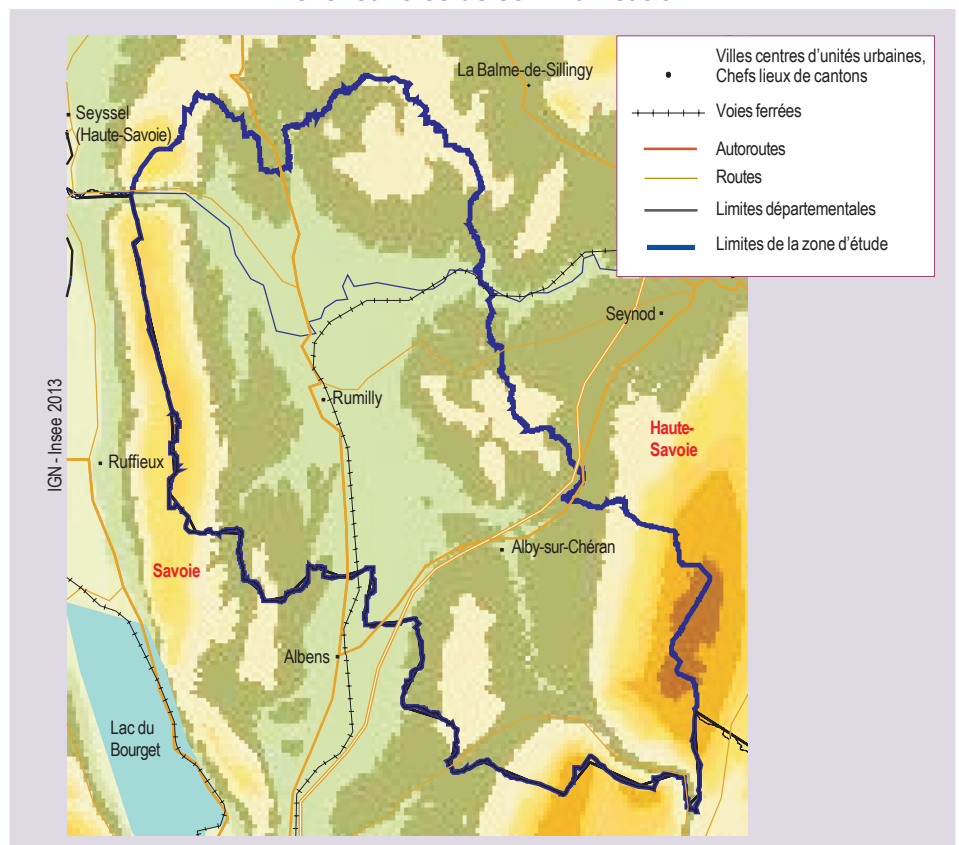 La Balme-de-Sillingy
Seyssel
(Haute-Savoie)
Villes centres d'unités urbaines,
Chefs lieux de cantons
Voies ferrées
Autoroutes
Routes
Limites départementales
Limites de la zone d'étude
Seynod
Rumilly
Haute-
Savoie
Ruffieux
IGN - Insee 2013
Alby-sur-Chéran
Savoie
Albens
Lac du
Bourget